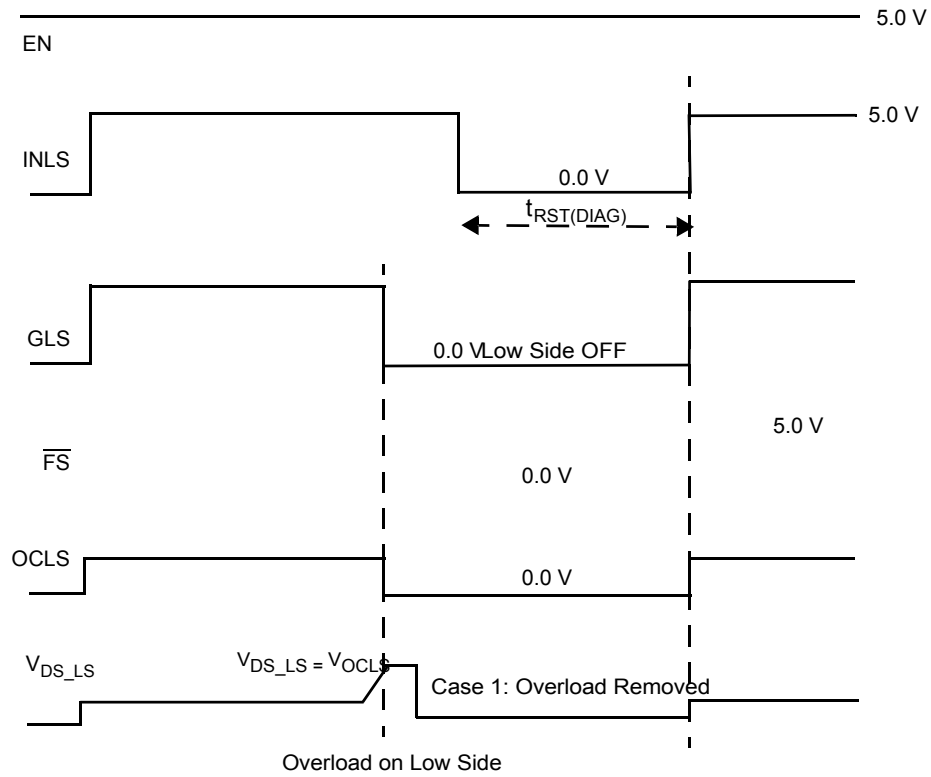 5.0 V
EN
5.0 V
INLS
0.0 V
tRST(DIAG)
GLS
0.0 VLow Side OFF
5.0 V
FS
0.0 V
OCLS
0.0 V
VDS_LS
VDS_LS = VOCLS
Case 1: Overload Removed
Overload on Low Side